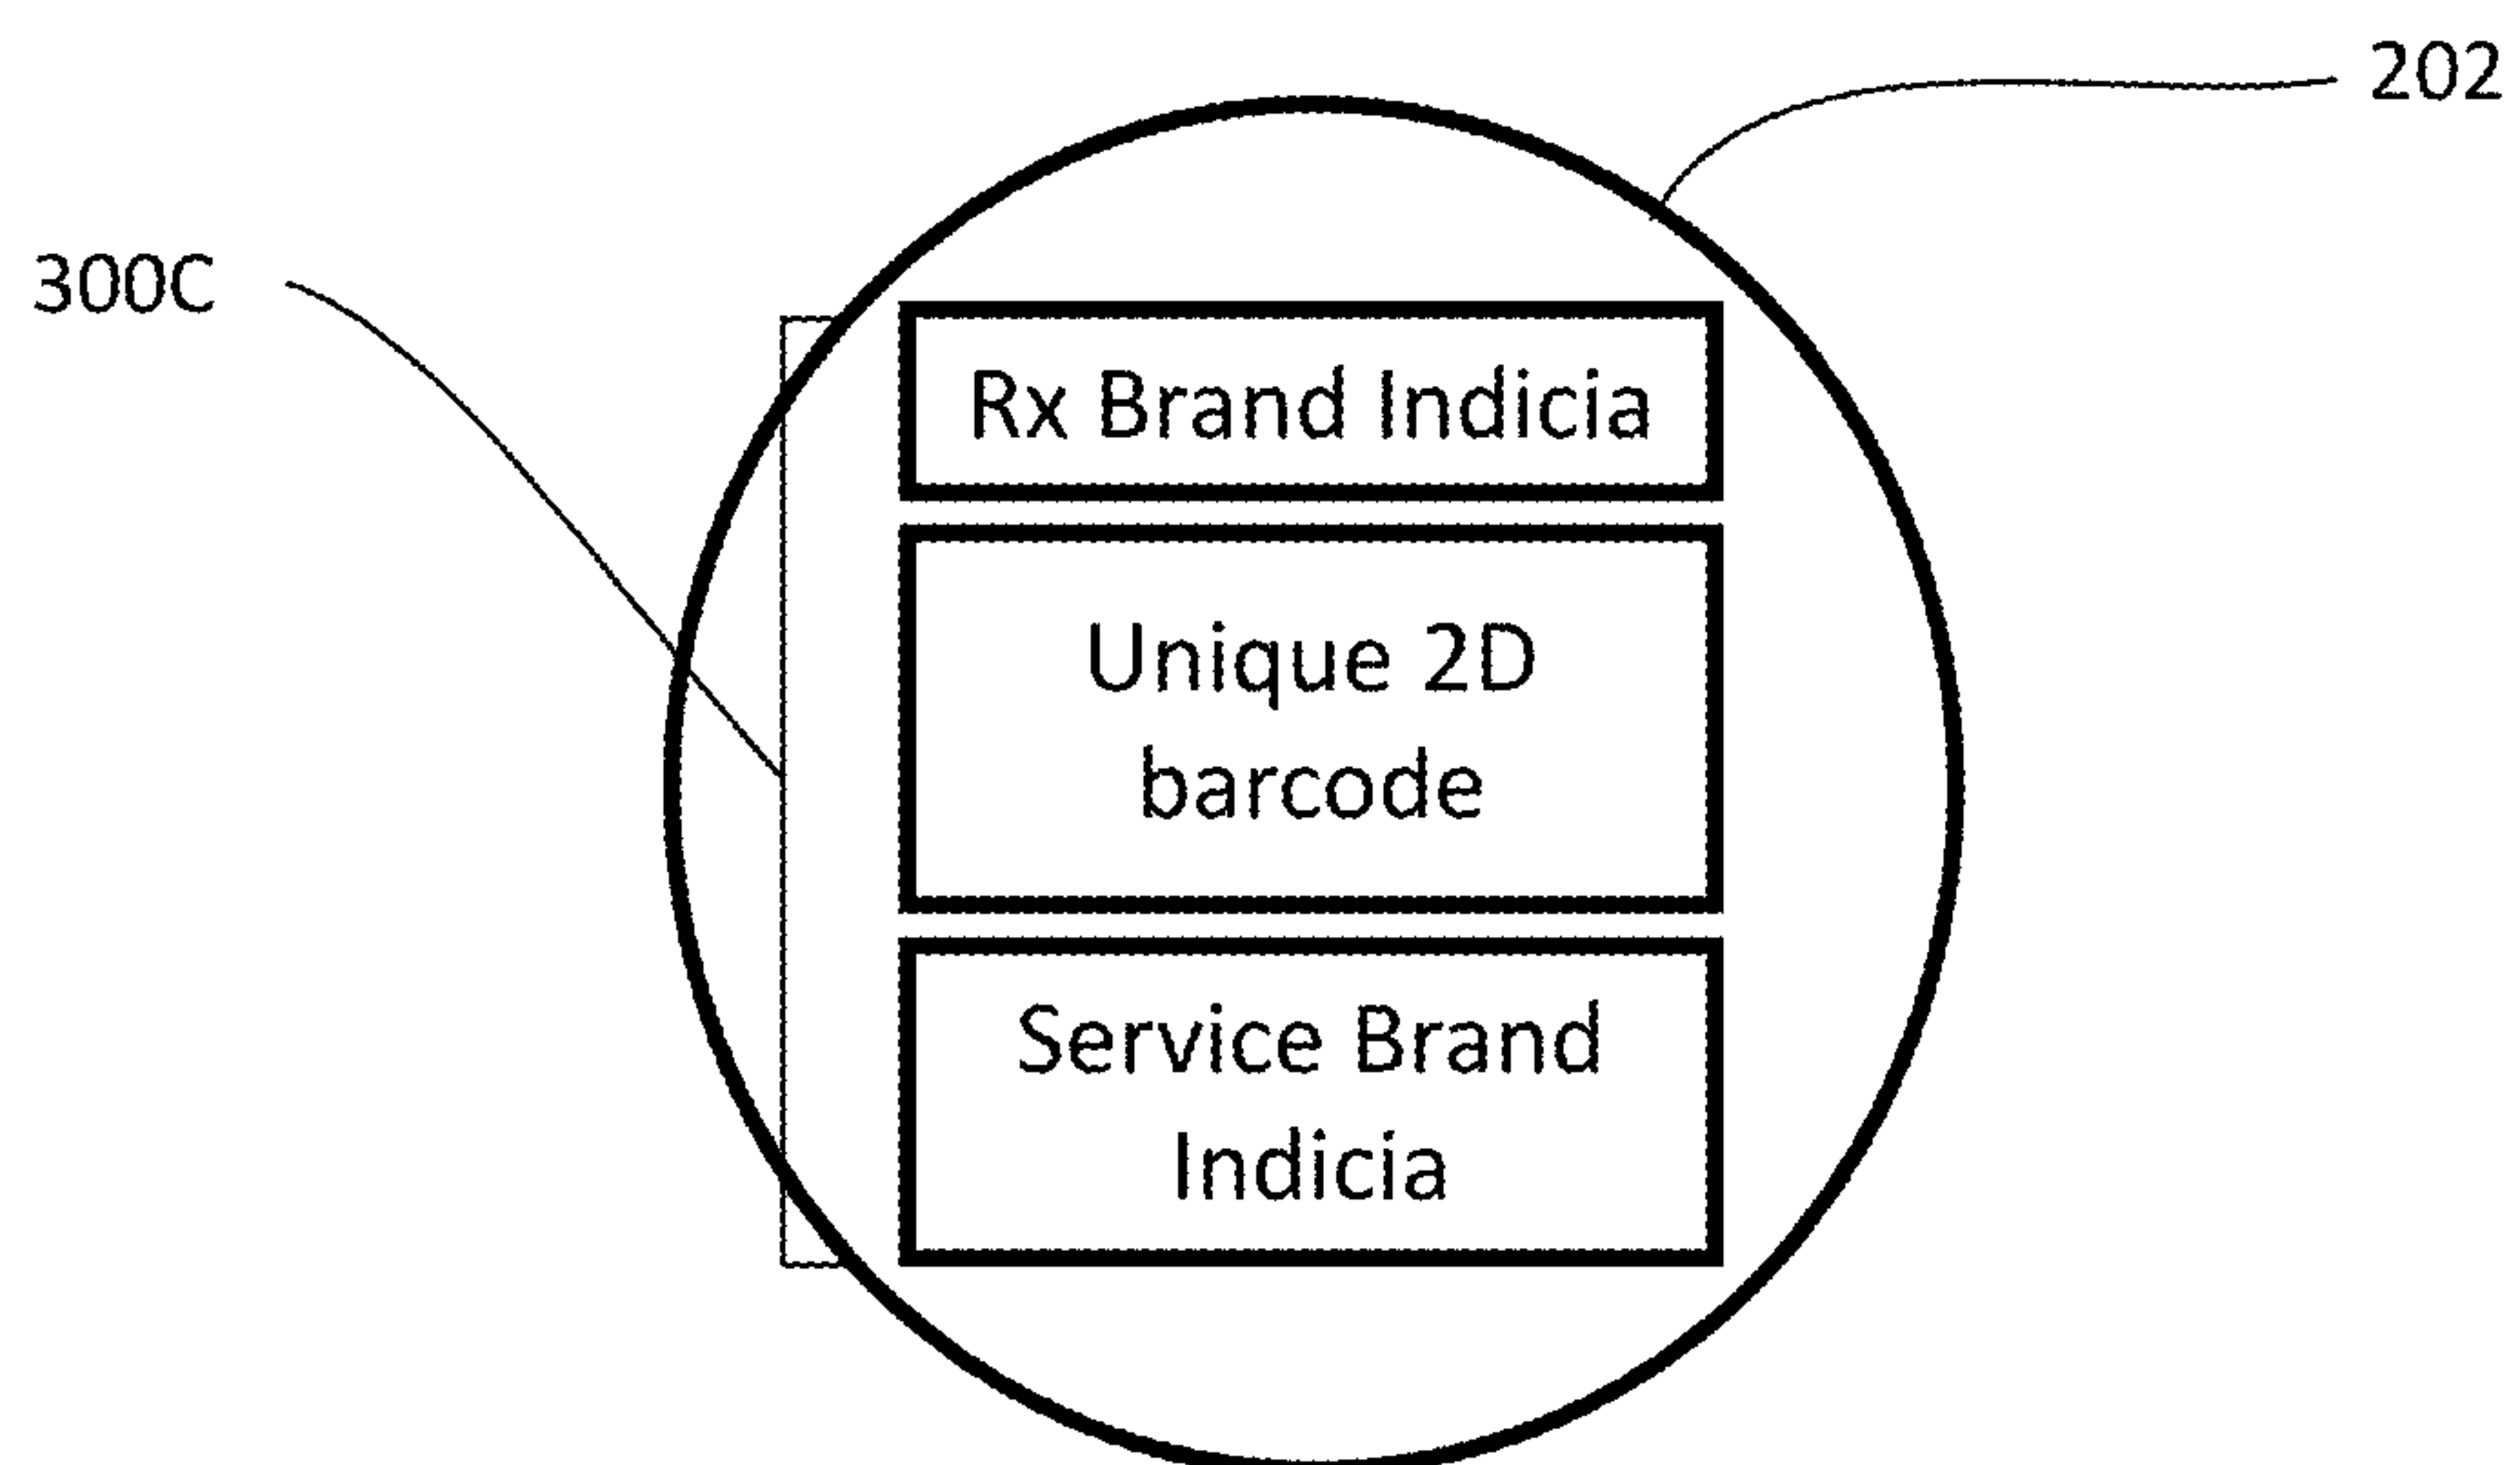 202
300C
Rx Brand Indicia
Unique 2D
barcode
Service Brand
Indicia